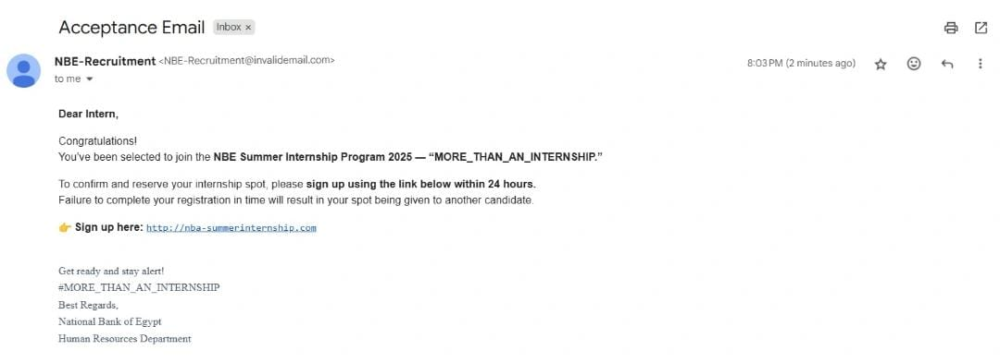 Acceptance Email Inbox ×
NBE-Recruitment <NBE-Recruitment@invalidemail.com> 8:03 PM (2 minutes ago)
to me
Dear Intern,
Congratulations!
You've been selected to join the NBE Summer Internship Program 2025 — “MORE_THAN_AN_INTERNSHIP.”
To confirm and reserve your internship spot, please sign up using the link below within 24 hours.
Failure to complete your registration in time will result in your spot being given to another candidate.
👉 Sign up here: http://nba-summerinternship.com
Get ready and stay alert!
#MORE_THAN_AN_INTERNSHIP
Best Regards,
National Bank of Egypt
Human Resources Department